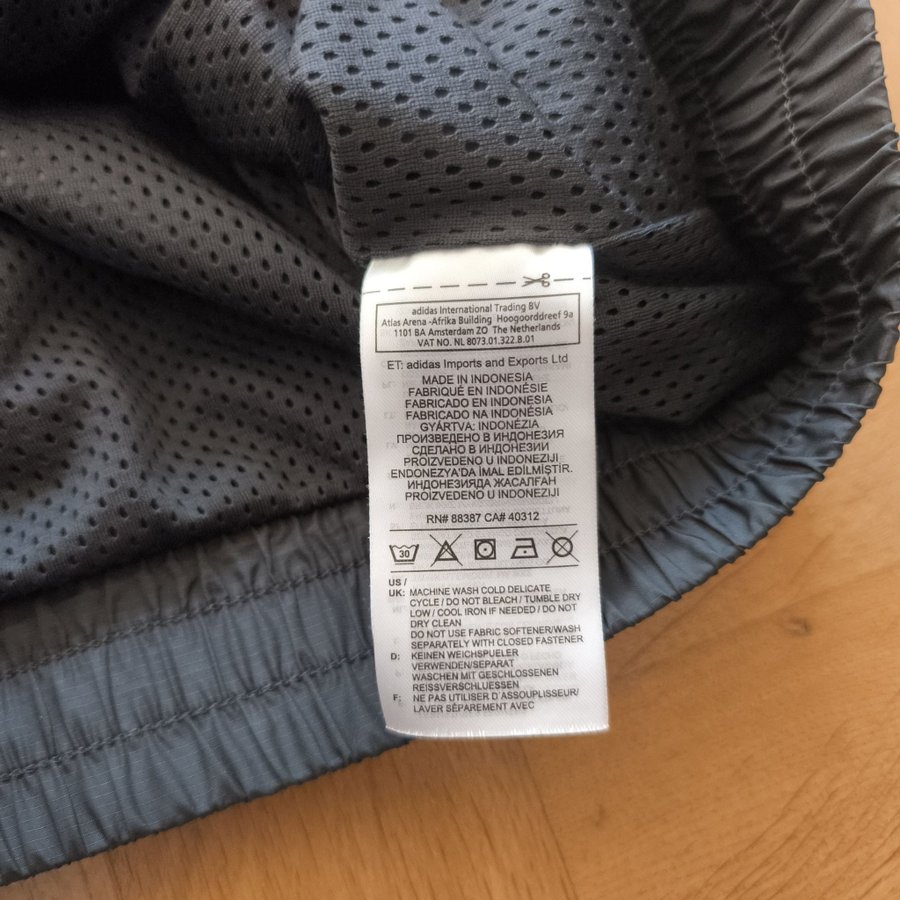 adidas International Trading BV
Atlas Arena -Afrika Building Hoogoorddreef 9a
1101 BA Amsterdam ZO The Netherlands
VAT NO. NL 8073.01.322.B.01
ET: adidas Imports and Exports Ltd
MADE IN INDONESIA
FABRIQUÉ EN INDONÉSIE
FABRICADO EN INDONESIA
FABRICADO NA INDONÉSIA
GYÁRTVA: INDONÉZIA
ПРОИЗВЕДЕНО В ИНДОНЕЗИЯ
СДЕЛАНО В ИНДОНЕЗИИ
PROIZVEDENO U INDONEZIJI
ENDONEZYA'DA İMAL EDİLMİŞTİR.
ИНДОНЕЗИЯДА ЖАСАЛҒАН
PROIZVEDENO U INDONEZIJI
RN# 88387 CA# 40312
30
US /
UK: MACHINE WASH COLD DELICATE
CYCLE / DO NOT BLEACH / TUMBLE DRY
LOW / COOL IRON IF NEEDED / DO NOT
DRY CLEAN
DO NOT USE FABRIC SOFTENER/WASH
SEPARATELY WITH CLOSED FASTENER
D: KEINEN WEICHSPUELER
VERWENDEN/SEPARAT
WASCHEN MIT GESCHLOSSENEN
REISSVERSCHLUESSEN
F: NE PAS UTILISER D'ASSOUPLISSEUR/
LAVER SÉPAREMENT AVEC